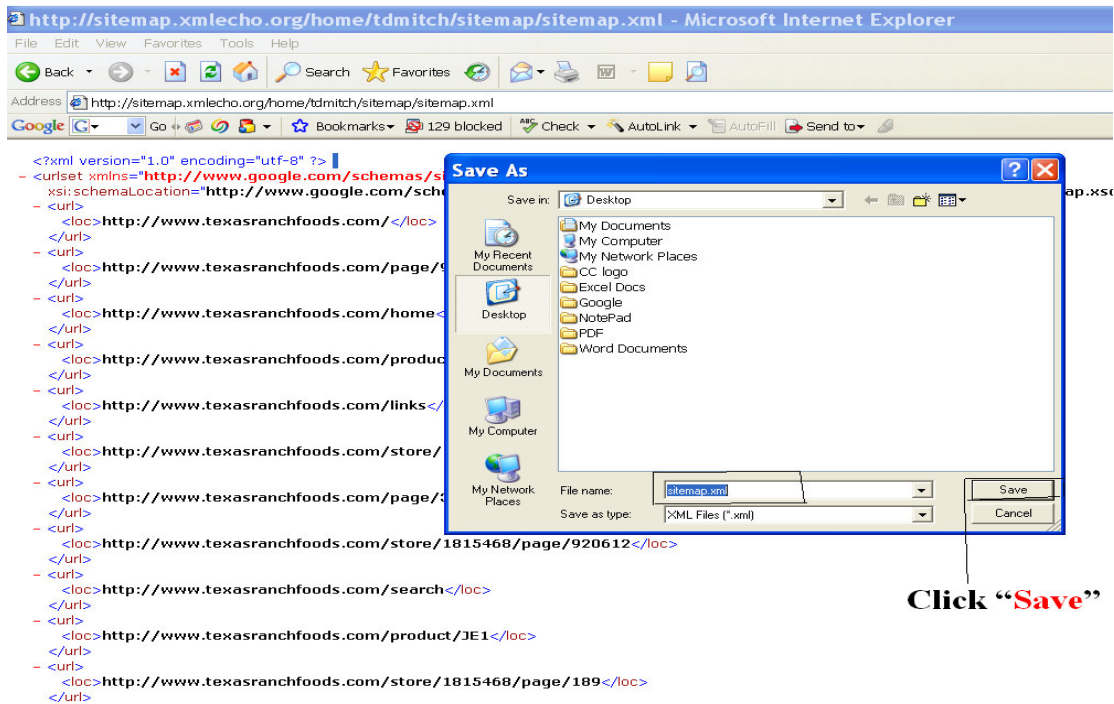 http://sitemap.xmlecho.org/home/tdmitch/sitemap/sitemap.xml - Microsoft Internet Explorer
File Edit View Favorites Tools Help
Back Search Favorites
Address http://sitemap.xmlecho.org/home/tdmitch/sitemap/sitemap.xml
Google G Go Bookmarks 129 blocked ABC Check AutoLink AutoFill Send to
<?xml version="1.0" encoding="utf-8" ?>
- <urlset xmlns="http://www.google.com/schemas/si
xsi:schemaLocation="http://www.google.com/sche
ap.xsd
- <url>
<loc>http://www.texasranchfoods.com/</loc>
</url>
- <url>
<loc>http://www.texasranchfoods.com/page/9
</url>
- <url>
<loc>http://www.texasranchfoods.com/home<
</url>
- <url>
<loc>http://www.texasranchfoods.com/produc
</url>
- <url>
<loc>http://www.texasranchfoods.com/links</
</url>
- <url>
<loc>http://www.texasranchfoods.com/store/
</url>
- <url>
<loc>http://www.texasranchfoods.com/page/3
</url>
- <url>
<loc>http://www.texasranchfoods.com/store/1815468/page/920612</loc>
</url>
- <url>
<loc>http://www.texasranchfoods.com/search</loc>
</url>
- <url>
<loc>http://www.texasranchfoods.com/product/JE1</loc>
</url>
- <url>
<loc>http://www.texasranchfoods.com/store/1815468/page/189</loc>
</url>
Save As
Save in: Desktop
My Recent
Documents
Desktop
My Documents
My Computer
My Network
Places
My Documents
My Computer
My Network Places
CC logo
Excel Docs
Google
NotePad
PDF
Word Documents
File name: sitemap.xml
Save
Save as type: XML Files (*.xml)
Cancel
Click “Save”